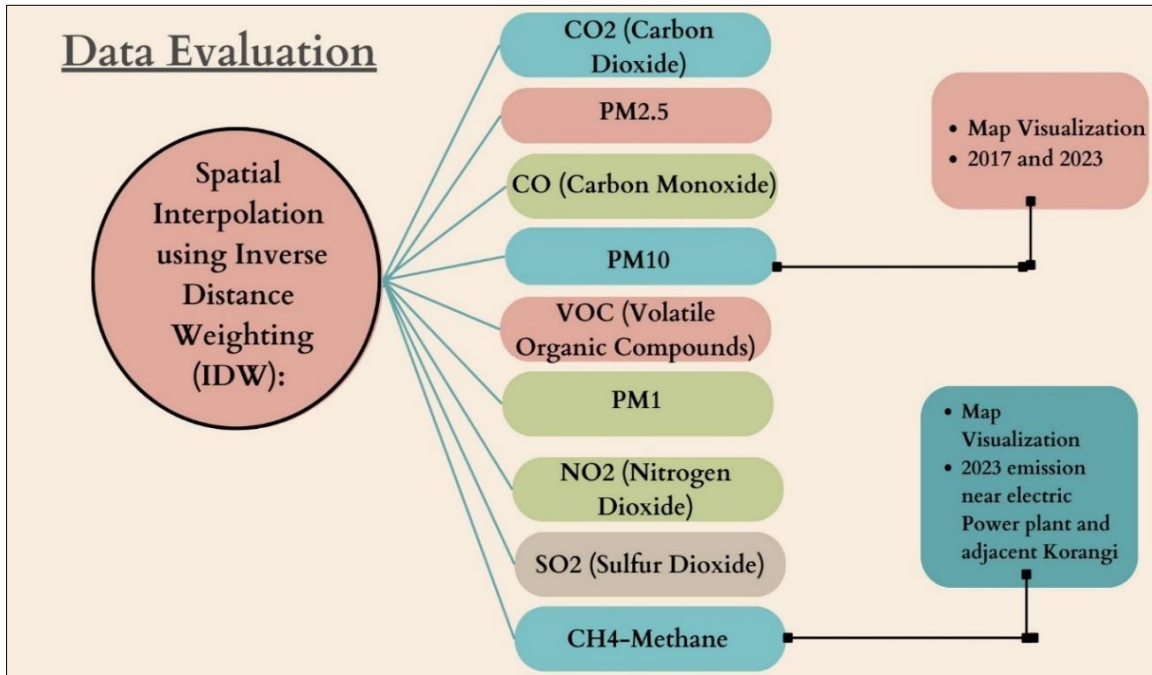 Data Evaluation
Spatial
Interpolation
using Inverse
Distance
Weighting
(IDW):
CO2 (Carbon
Dioxide)
PM2.5
CO (Carbon Monoxide)
PM10
VOC (Volatile
Organic Compounds)
PM1
NO2 (Nitrogen
Dioxide)
SO2 (Sulfur Dioxide)
CH4-Methane
• Map Visualization
• 2017 and 2023
• Map
Visualization
• 2023 emission
near electric
Power plant and
adjacent Korangi